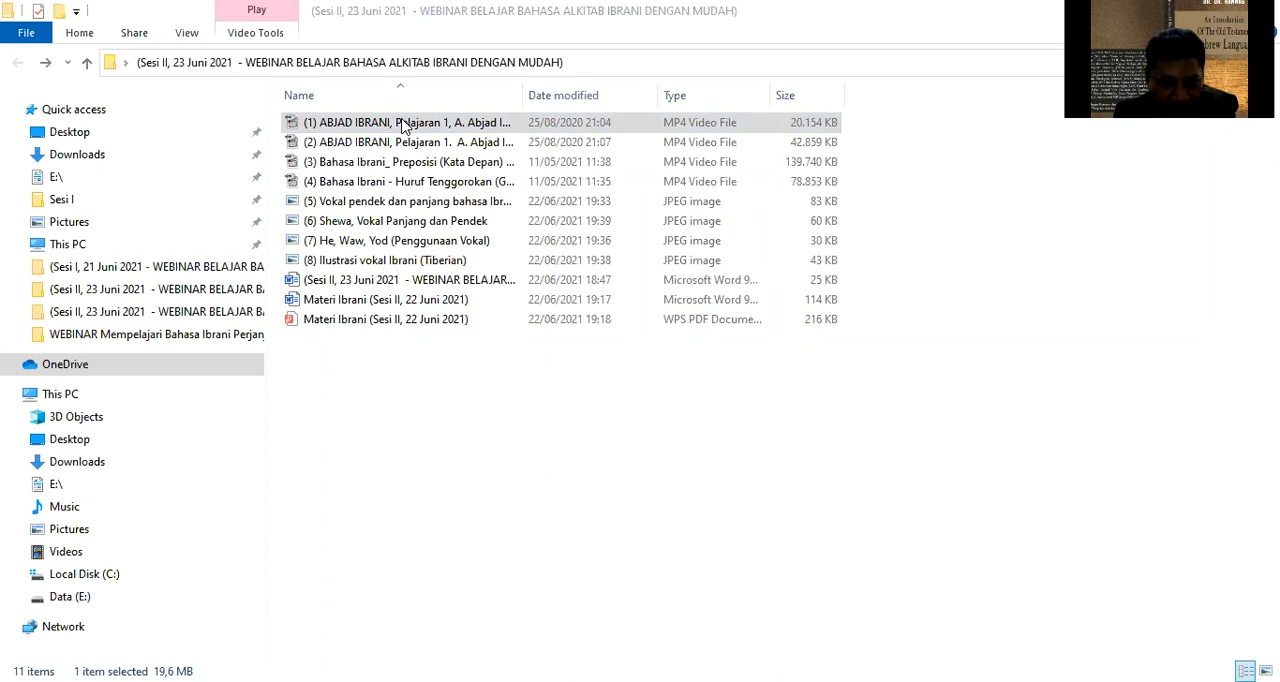 Play
(Sesi II, 23 Juni 2021 - WEBINAR BELAJAR BAHASA ALKITAB IBRANI DENGAN MUDAH)
File Home Share View Video Tools
(Sesi II, 23 Juni 2021 - WEBINAR BELAJAR BAHASA ALKITAB IBRANI DENGAN MUDAH)
An Introduction
Of The Old Testament
Quick access
Desktop
Downloads
E:\
Sesi I
Pictures
This PC
(Sesi I, 21 Juni 2021 - WEBINAR BELAJAR BA
(Sesi II, 23 Juni 2021 - WEBINAR BELAJAR BA
(Sesi II, 23 Juni 2021 - WEBINAR BELAJAR BA
WEBINAR Mempelajari Bahasa Ibrani Perjan
OneDrive
This PC
3D Objects
Desktop
Downloads
E:\
Music
Pictures
Videos
Local Disk (C:)
Data (E:)
Network
Name Date modified Type Size
(1) ABJAD IBRANI, Pelajaran 1, A. Abjad I... 25/08/2020 21:04 MP4 Video File 20.154 KB
(2) ABJAD IBRANI, Pelajaran 1. A. Abjad I... 25/08/2020 21:07 MP4 Video File 42.859 KB
(3) Bahasa Ibrani_ Preposisi (Kata Depan) ... 11/05/2021 11:38 MP4 Video File 139.740 KB
(4) Bahasa Ibrani - Huruf Tenggorokan (G... 11/05/2021 11:35 MP4 Video File 78.853 KB
(5) Vokal pendek dan panjang bahasa Ibr... 22/06/2021 19:33 JPEG image 83 KB
(6) Shewa, Vokal Panjang dan Pendek 22/06/2021 19:39 JPEG image 60 KB
(7) He, Waw, Yod (Penggunaan Vokal) 22/06/2021 19:36 JPEG image 30 KB
(8) Ilustrasi vokal Ibrani (Tiberian) 22/06/2021 19:38 JPEG image 43 KB
(Sesi II, 23 Juni 2021 - WEBINAR BELAJAR... 22/06/2021 18:47 Microsoft Word 9... 25 KB
Materi Ibrani (Sesi II, 22 Juni 2021) 22/06/2021 19:17 Microsoft Word 9... 114 KB
Materi Ibrani (Sesi II, 22 Juni 2021) 22/06/2021 19:18 WPS PDF Docume... 216 KB
11 items 1 item selected 19,6 MB